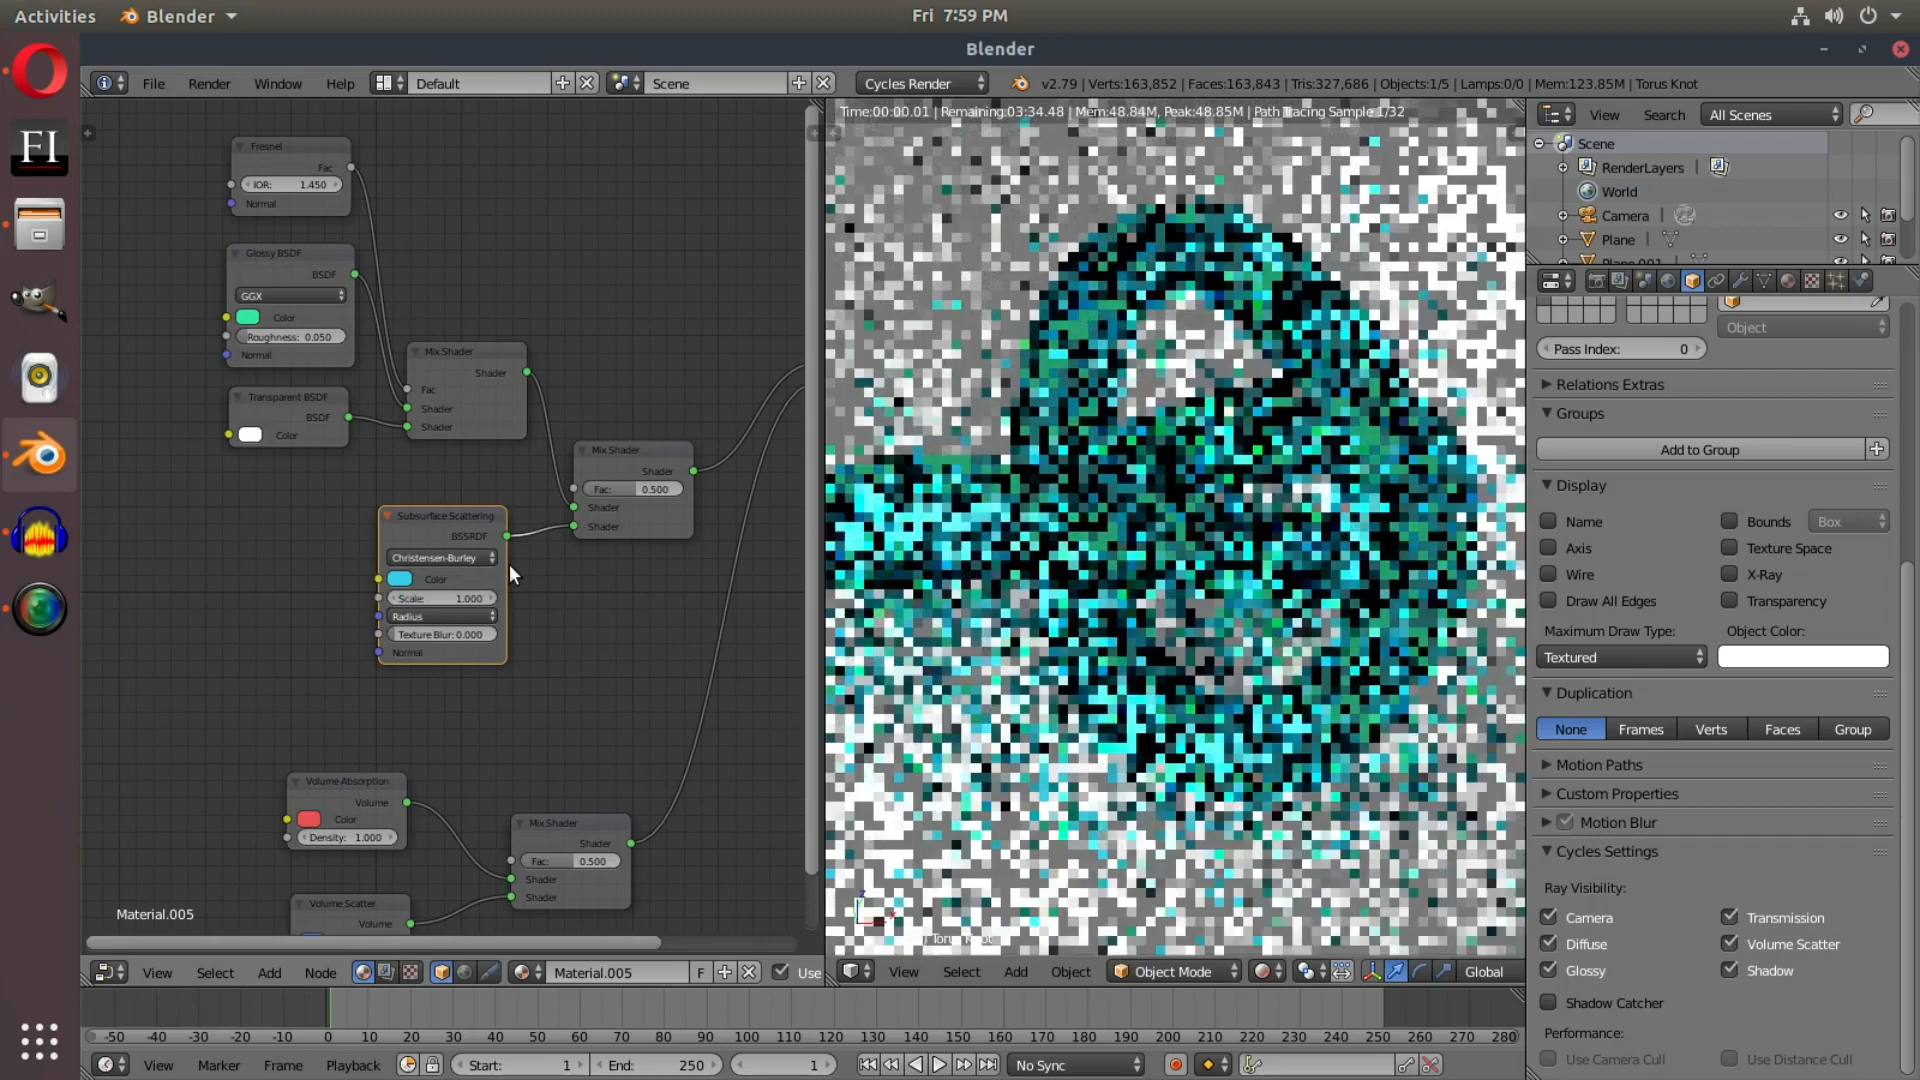 Activities
Blender
Fri 7:59 PM
Blender
File
Render
Window
Help
Default
Scene
Cycles Render
v2.79 | Verts:163,852 | Faces:163,843 | Tris:327,686 | Objects:1/5 | Lamps:0/0 | Mem:123.85M | Torus Knot
FI
Fresnel
Fac
IOR: 1.450
Normal
Glossy BSDF
BSDF
GGX
Color
Roughness: 0.050
Normal
Transparent BSDF
BSDF
Color
Mix Shader
Shader
Fac
Shader
Shader
Mix Shader
Shader
Fac: 0.500
Shader
Shader
Subsurface Scattering
BSSRDF
Christensen-Burley
Color
Scale: 1.000
Radius
Texture Blur: 0.000
Normal
Volume Absorption
Volume
Color
Density: 1.000
Mix Shader
Shader
Fac: 0.500
Shader
Shader
Volume Scatter
Volume
Material.005
View
Select
Add
Node
Material.005
F
Use
Time:00:00.01 | Remaining:03:34.48 | Mem:48.84M, Peak:48.85M | Path Tracing Sample 1/32
z
x
Torus Knot
View
Select
Add
Object
Object Mode
Global
View
Search
All Scenes
Scene
RenderLayers
World
Camera
Plane
Plane.001
Object
Pass Index: 0
Relations Extras
Groups
Add to Group
Display
Name
Bounds
Box
Axis
Texture Space
Wire
X-Ray
Draw All Edges
Transparency
Maximum Draw Type:
Object Color:
Textured
Duplication
None
Frames
Verts
Faces
Group
Motion Paths
Custom Properties
Motion Blur
Cycles Settings
Ray Visibility:
Camera
Transmission
Diffuse
Volume Scatter
Glossy
Shadow
Shadow Catcher
Performance:
Use Camera Cull
Use Distance Cull
-50 -40 -30 -20 -10 0 10 20 30 40 50 60 70 80 90 100 110 120 130 140 150 160 170 180 190 200 210 220 230 240 250 260 270 280
View
Marker
Frame
Playback
Start: 1
End: 250
1
No Sync